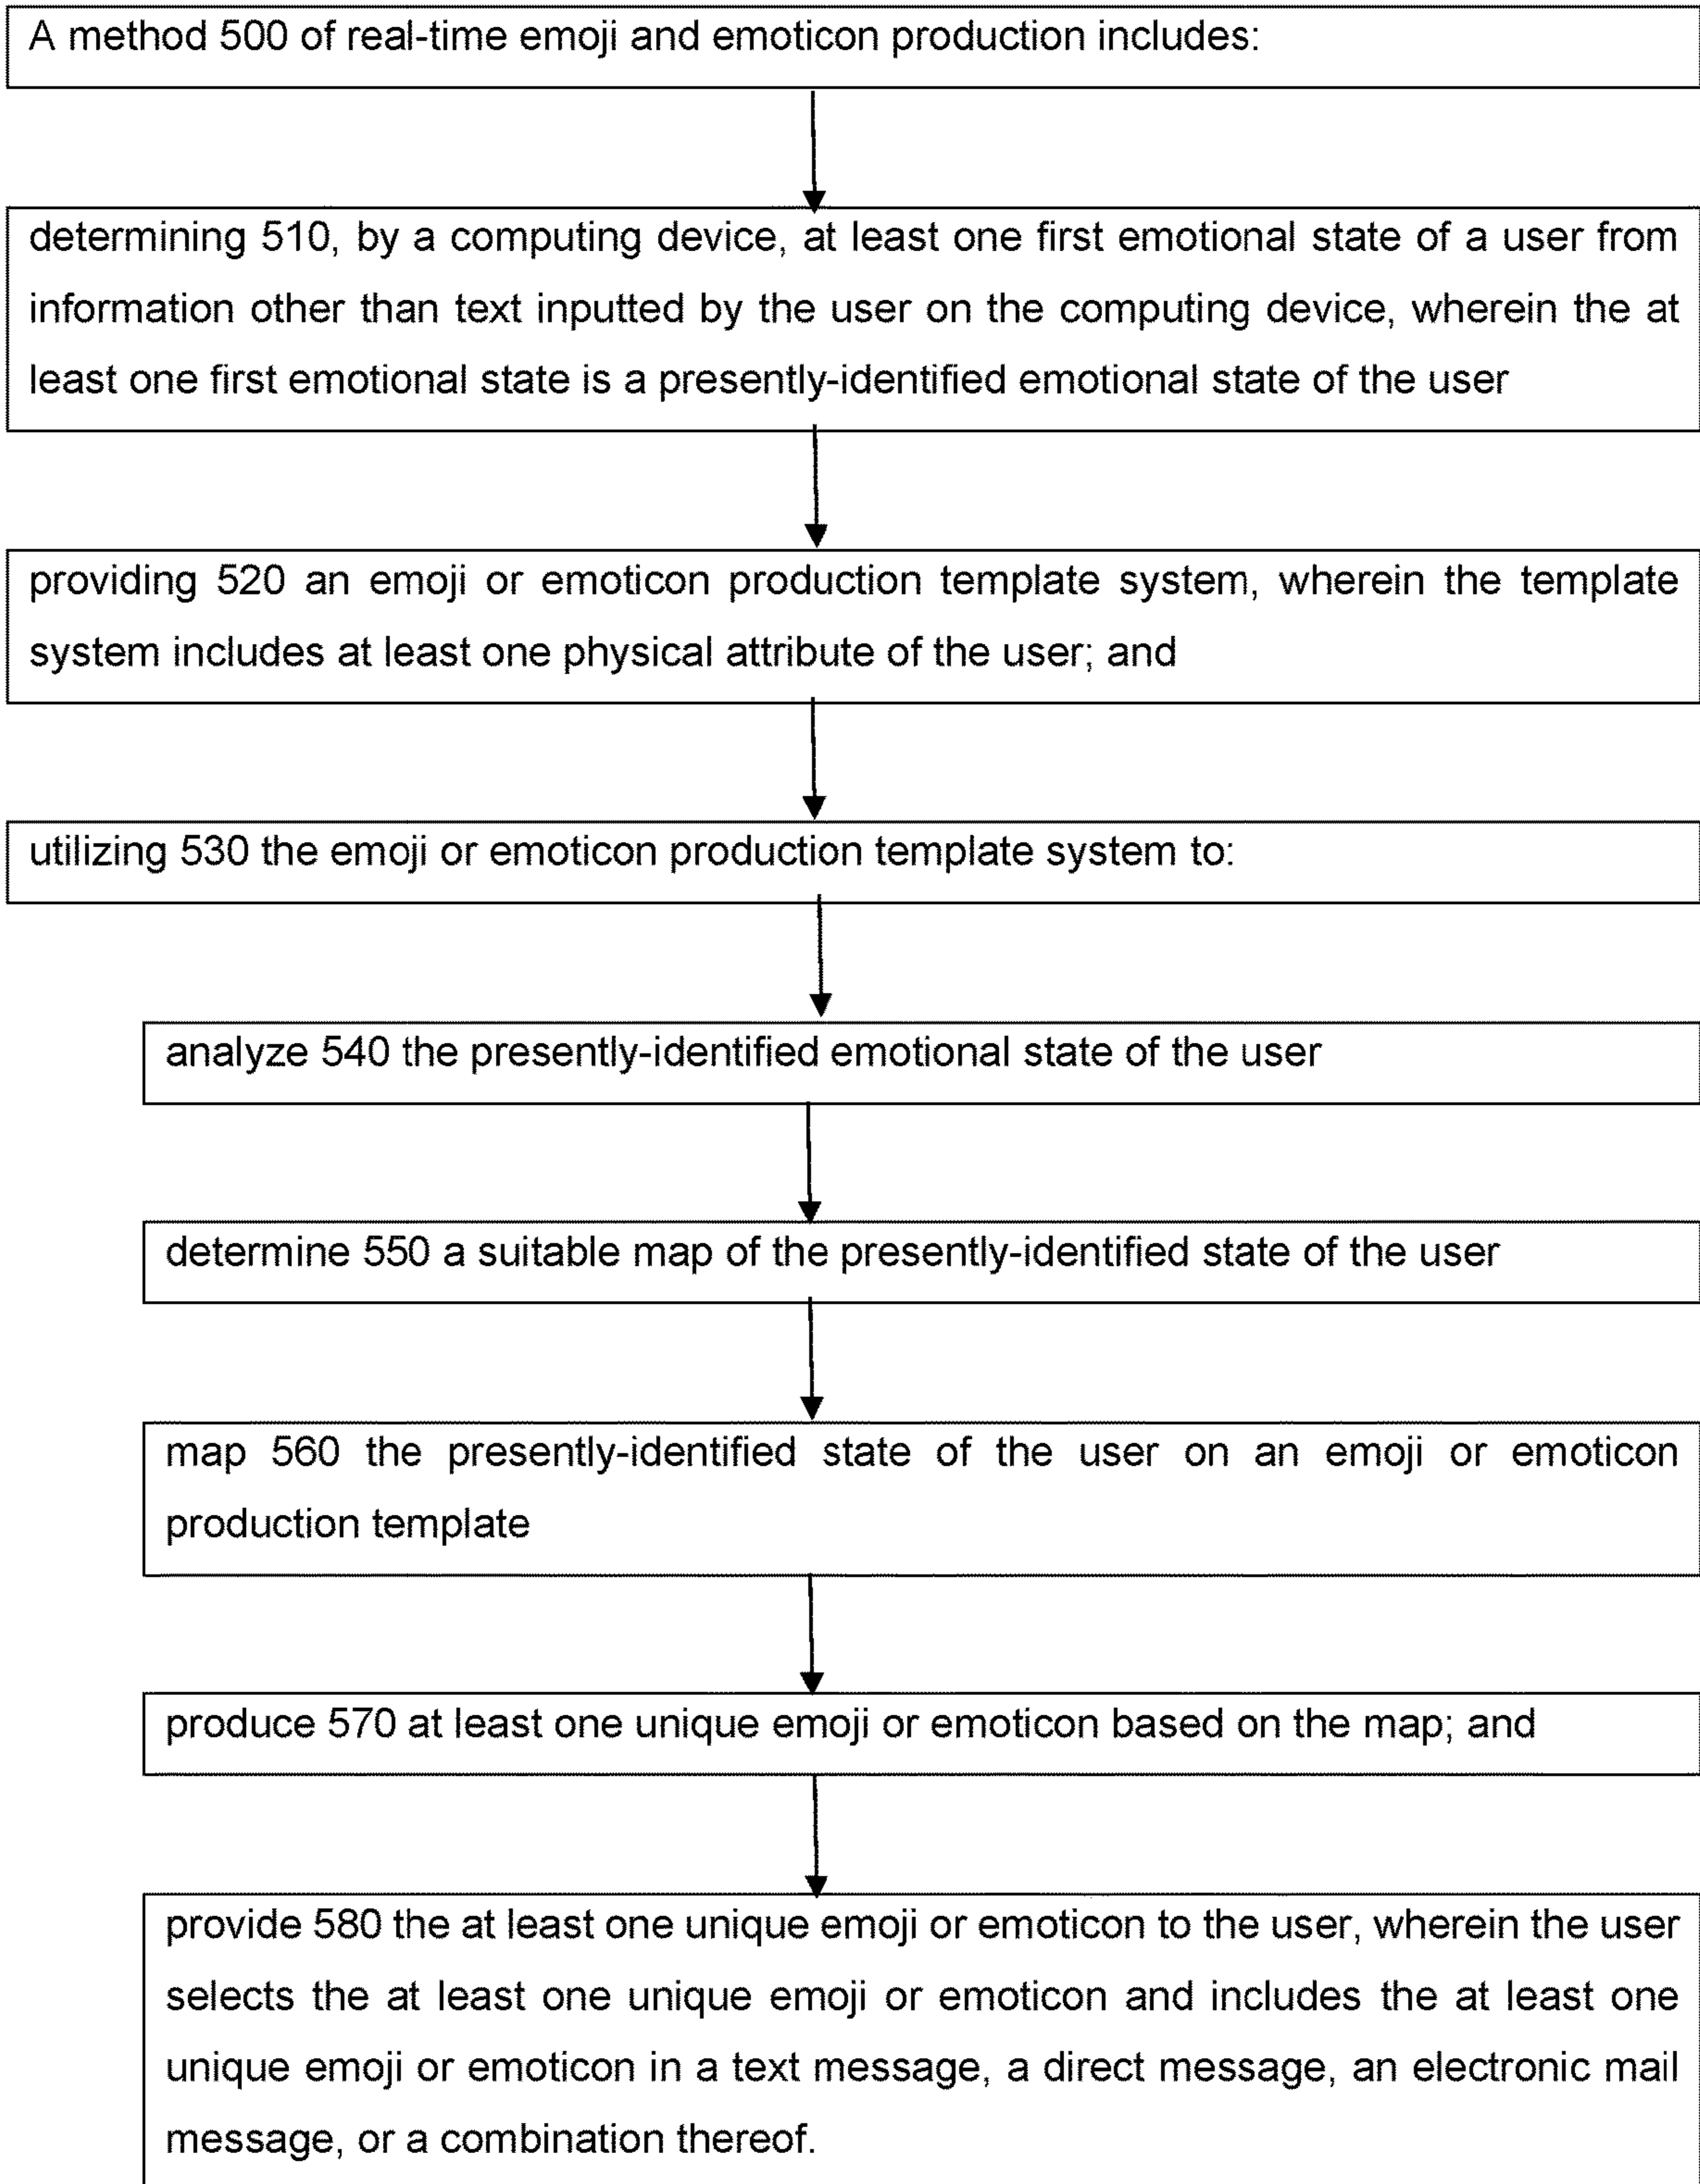 A method 500 of real-time emoji and emoticon production includes:
determining 510, by a computing device, at least one first emotional state of a user from
information other than text inputted by the user on the computing device, wherein the at
least one first emotional state is a presently-identified emotional state of the user
providing 520 an emoji or emoticon production template system, wherein the template
system includes at least one physical attribute of the user; and
utilizing 530 the emoji or emoticon production template system to:
analyze 540 the presently-identified emotional state of the user
determine 550 a suitable map of the presently-identified state of the user
map 560 the presently-identified state of the user on an emoji or emoticon
production template
produce 570 at least one unique emoji or emoticon based on the map; and
provide 580 the at least one unique emoji or emoticon to the user, wherein the user
selects the at least one unique emoji or emoticon and includes the at least one
unique emoji or emoticon in a text message, a direct message, an electronic mail
message, or a combination thereof.